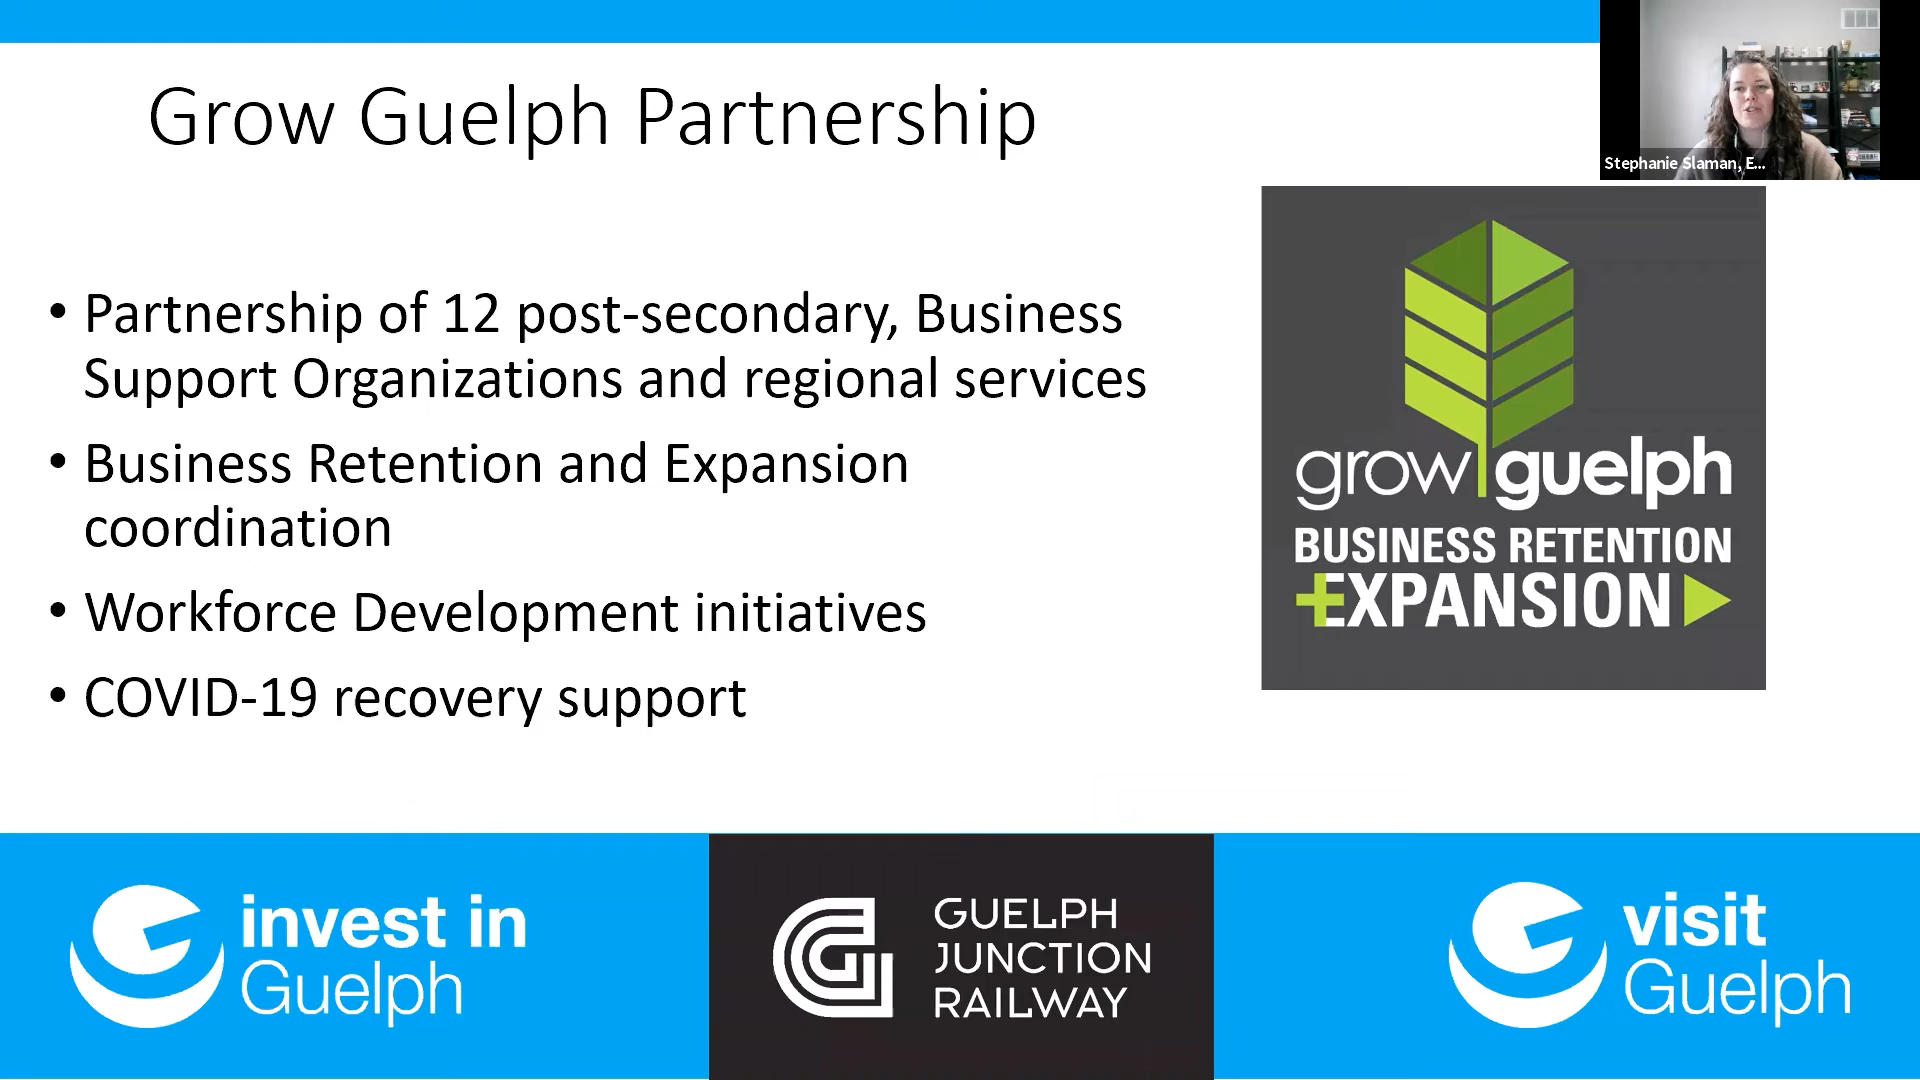 Grow Guelph Partnership
Stephanie Slaman, E...
• Partnership of 12 post-secondary, Business
Support Organizations and regional services
• Business Retention and Expansion
coordination
• Workforce Development initiatives
• COVID-19 recovery support
grow guelph
BUSINESS RETENTION
+EXPANSION
invest in
Guelph
GUELPH
JUNCTION
RAILWAY
visit
Guelph